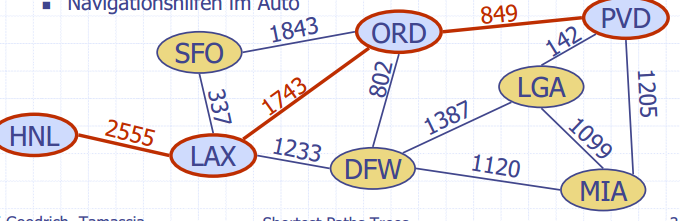 ▪ Navigationshilfen im Auto
SFO
1843
ORD
849
PVD
142
802
LGA
1205
337
1743
HNL
2555
LAX
1233
DFW
1387
1099
1120
MIA
Goodrich, Tamassia
Shortest Paths Trees